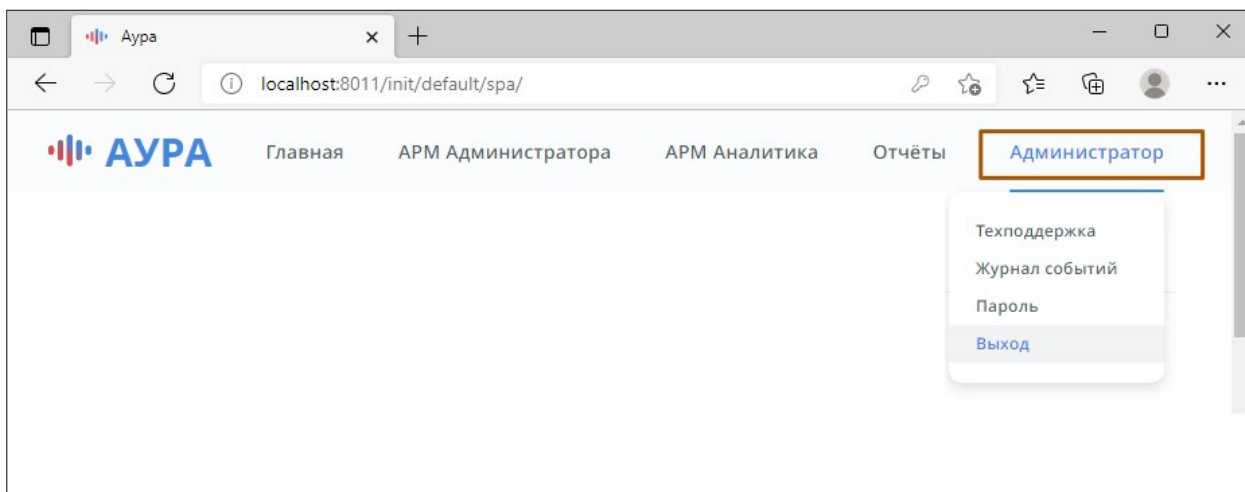 Аура
localhost:8011/init/default/spa/
АУРА Главная АРМ Администратора АРМ Аналитика Отчёты Администратор
Техподдержка
Журнал событий
Пароль
Выход